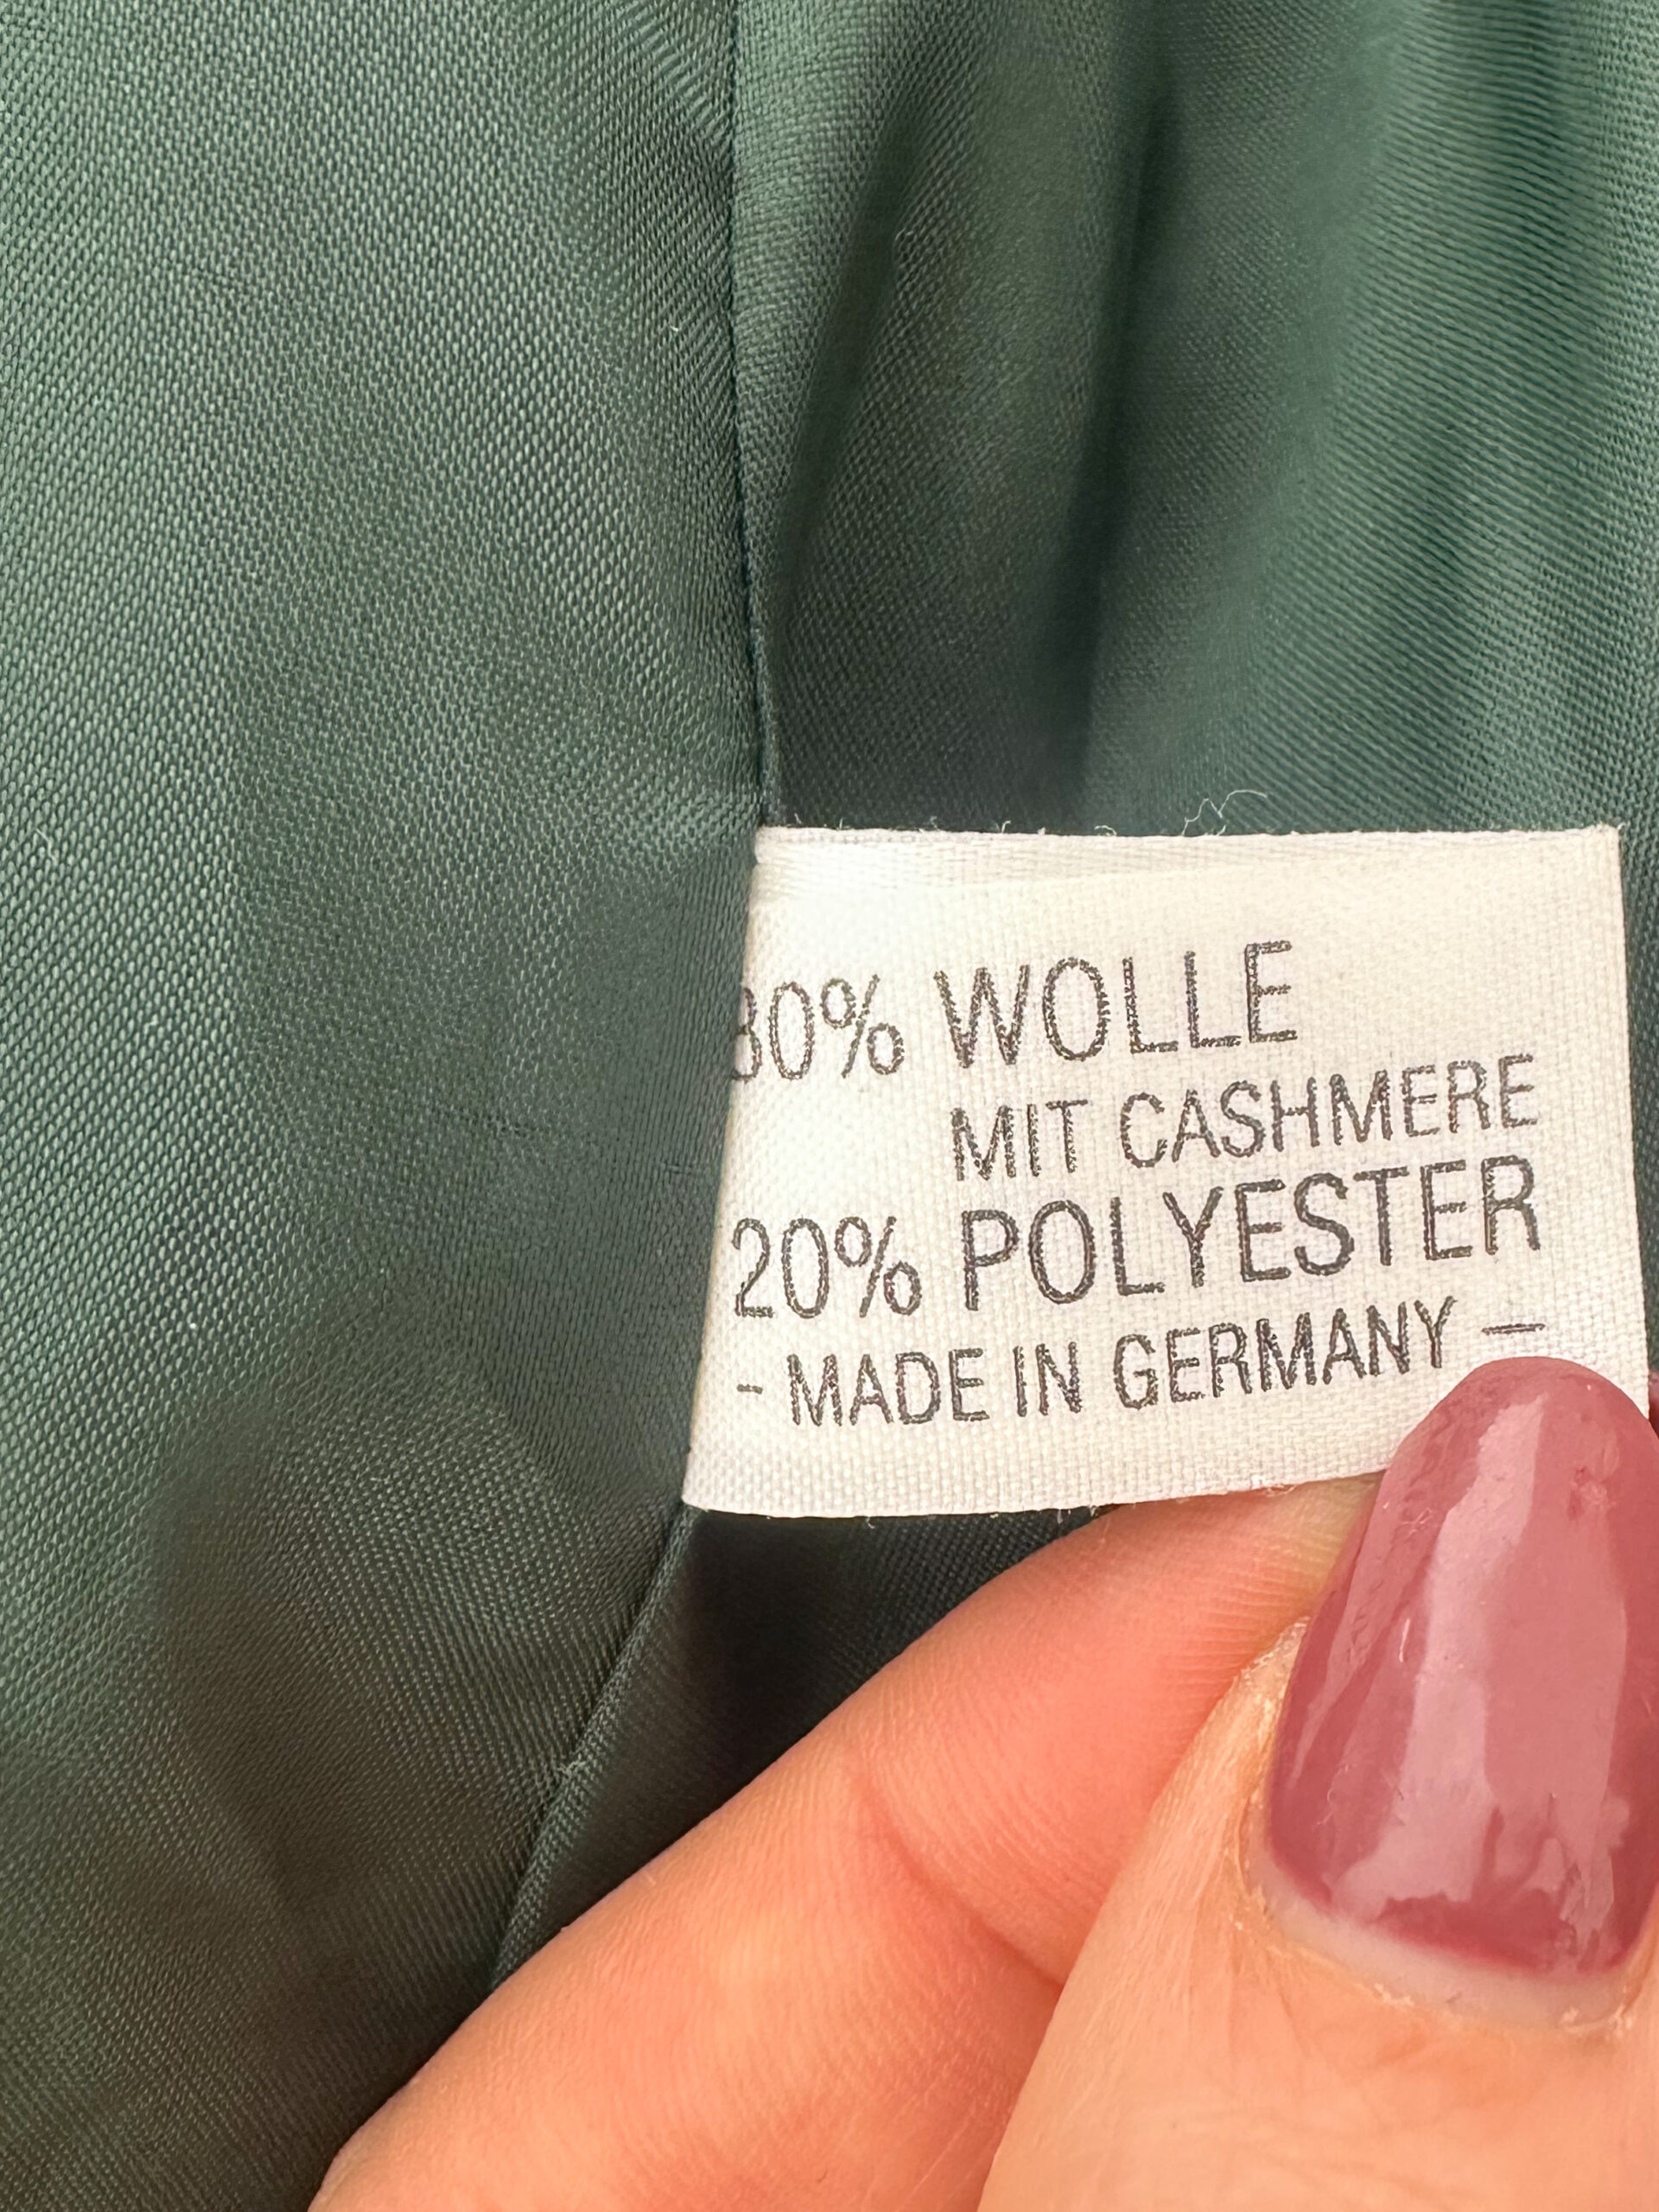 80% WOLLE
MIT CASHMERE
20% POLYESTER
- MADE IN GERMANY -